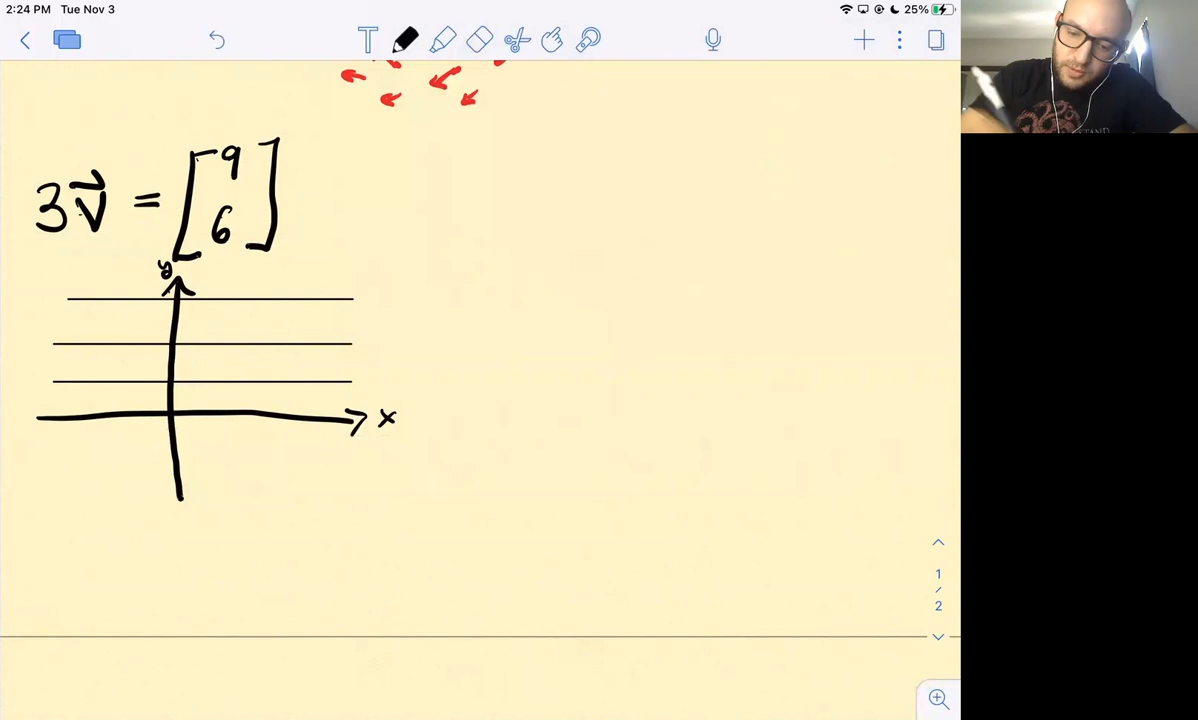 2:24 PM Tue Nov 3
25%
T
3v⃗ = [9
6]
y
x
1
/
2